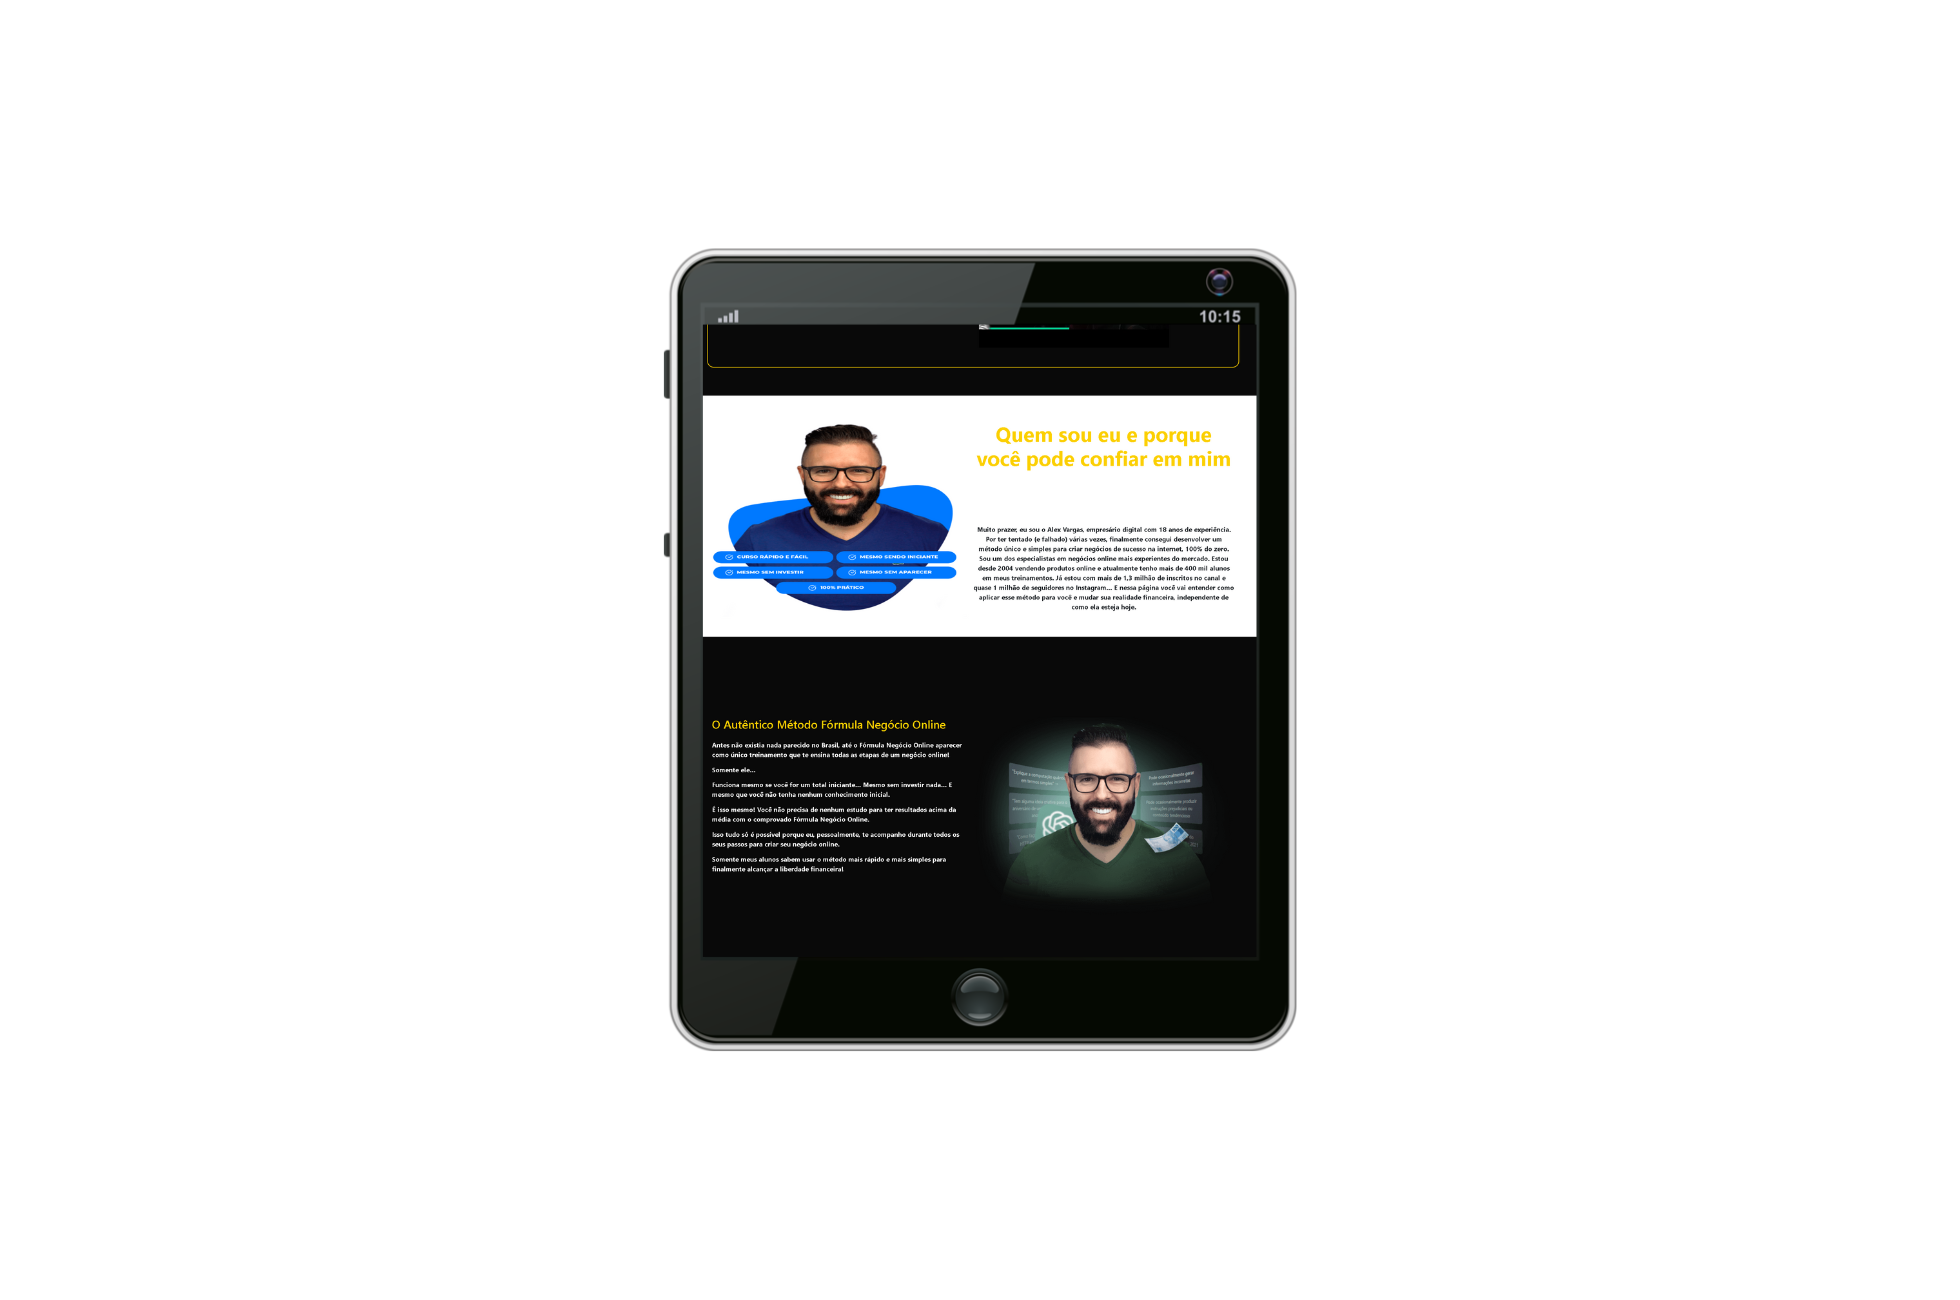 10:15
Quem sou eu e porque
você pode confiar em mim
CURSO RÁPIDO E FÁCIL
MESMO SENDO INICIANTE
MESMO SEM INVESTIR
MESMO SEM APARECER
100% PRÁTICO
Muito prazer, eu sou o Alex Vargas, empresário digital com 18 anos de experiência.
Por ter tentado (e falhado) várias vezes, finalmente consegui desenvolver um
método único e simples para criar negócios de sucesso na internet, 100% do zero.
Sou um dos especialistas em negócios online mais experientes do mercado. Estou
desde 2004 vendendo produtos online e atualmente tenho mais de 400 mil alunos
em meus treinamentos. Já estou com mais de 1,3 milhão de inscritos no canal e
quase 1 milhão de seguidores no Instagram... E nessa página você vai entender como
aplicar esse método para você e mudar sua realidade financeira, independente de
como ela esteja hoje.
O Autêntico Método Fórmula Negócio Online
Antes não existia nada parecido no Brasil, até o Fórmula Negócio Online aparecer
como único treinamento que te ensina todas as etapas de um negócio online!
Somente ele...
Funciona mesmo se você for um total iniciante... Mesmo sem investir nada... E
mesmo que você não tenha nenhum conhecimento inicial.
É isso mesmo! Você não precisa de nenhum estudo para ter resultados acima da
média com o comprovado Fórmula Negócio Online.
Isso tudo só é possível porque eu, pessoalmente, te acompanho durante todos os
seus passos para criar seu negócio online.
Somente meus alunos sabem usar o método mais rápido e mais simples para
finalmente alcançar a liberdade financeira!